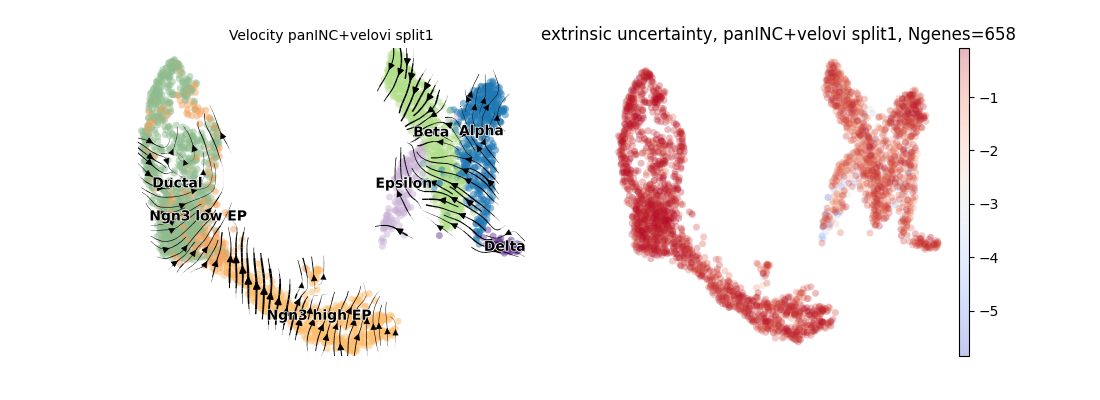 Velocity panINC+velovi split1
extrinsic uncertainty, panINC+velovi split1, Ngenes=658
Beta
Alpha
Ductal
Epsilon
Ngn3 low EP
Delta
Ngn3 high EP
−1
−2
−3
−4
−5